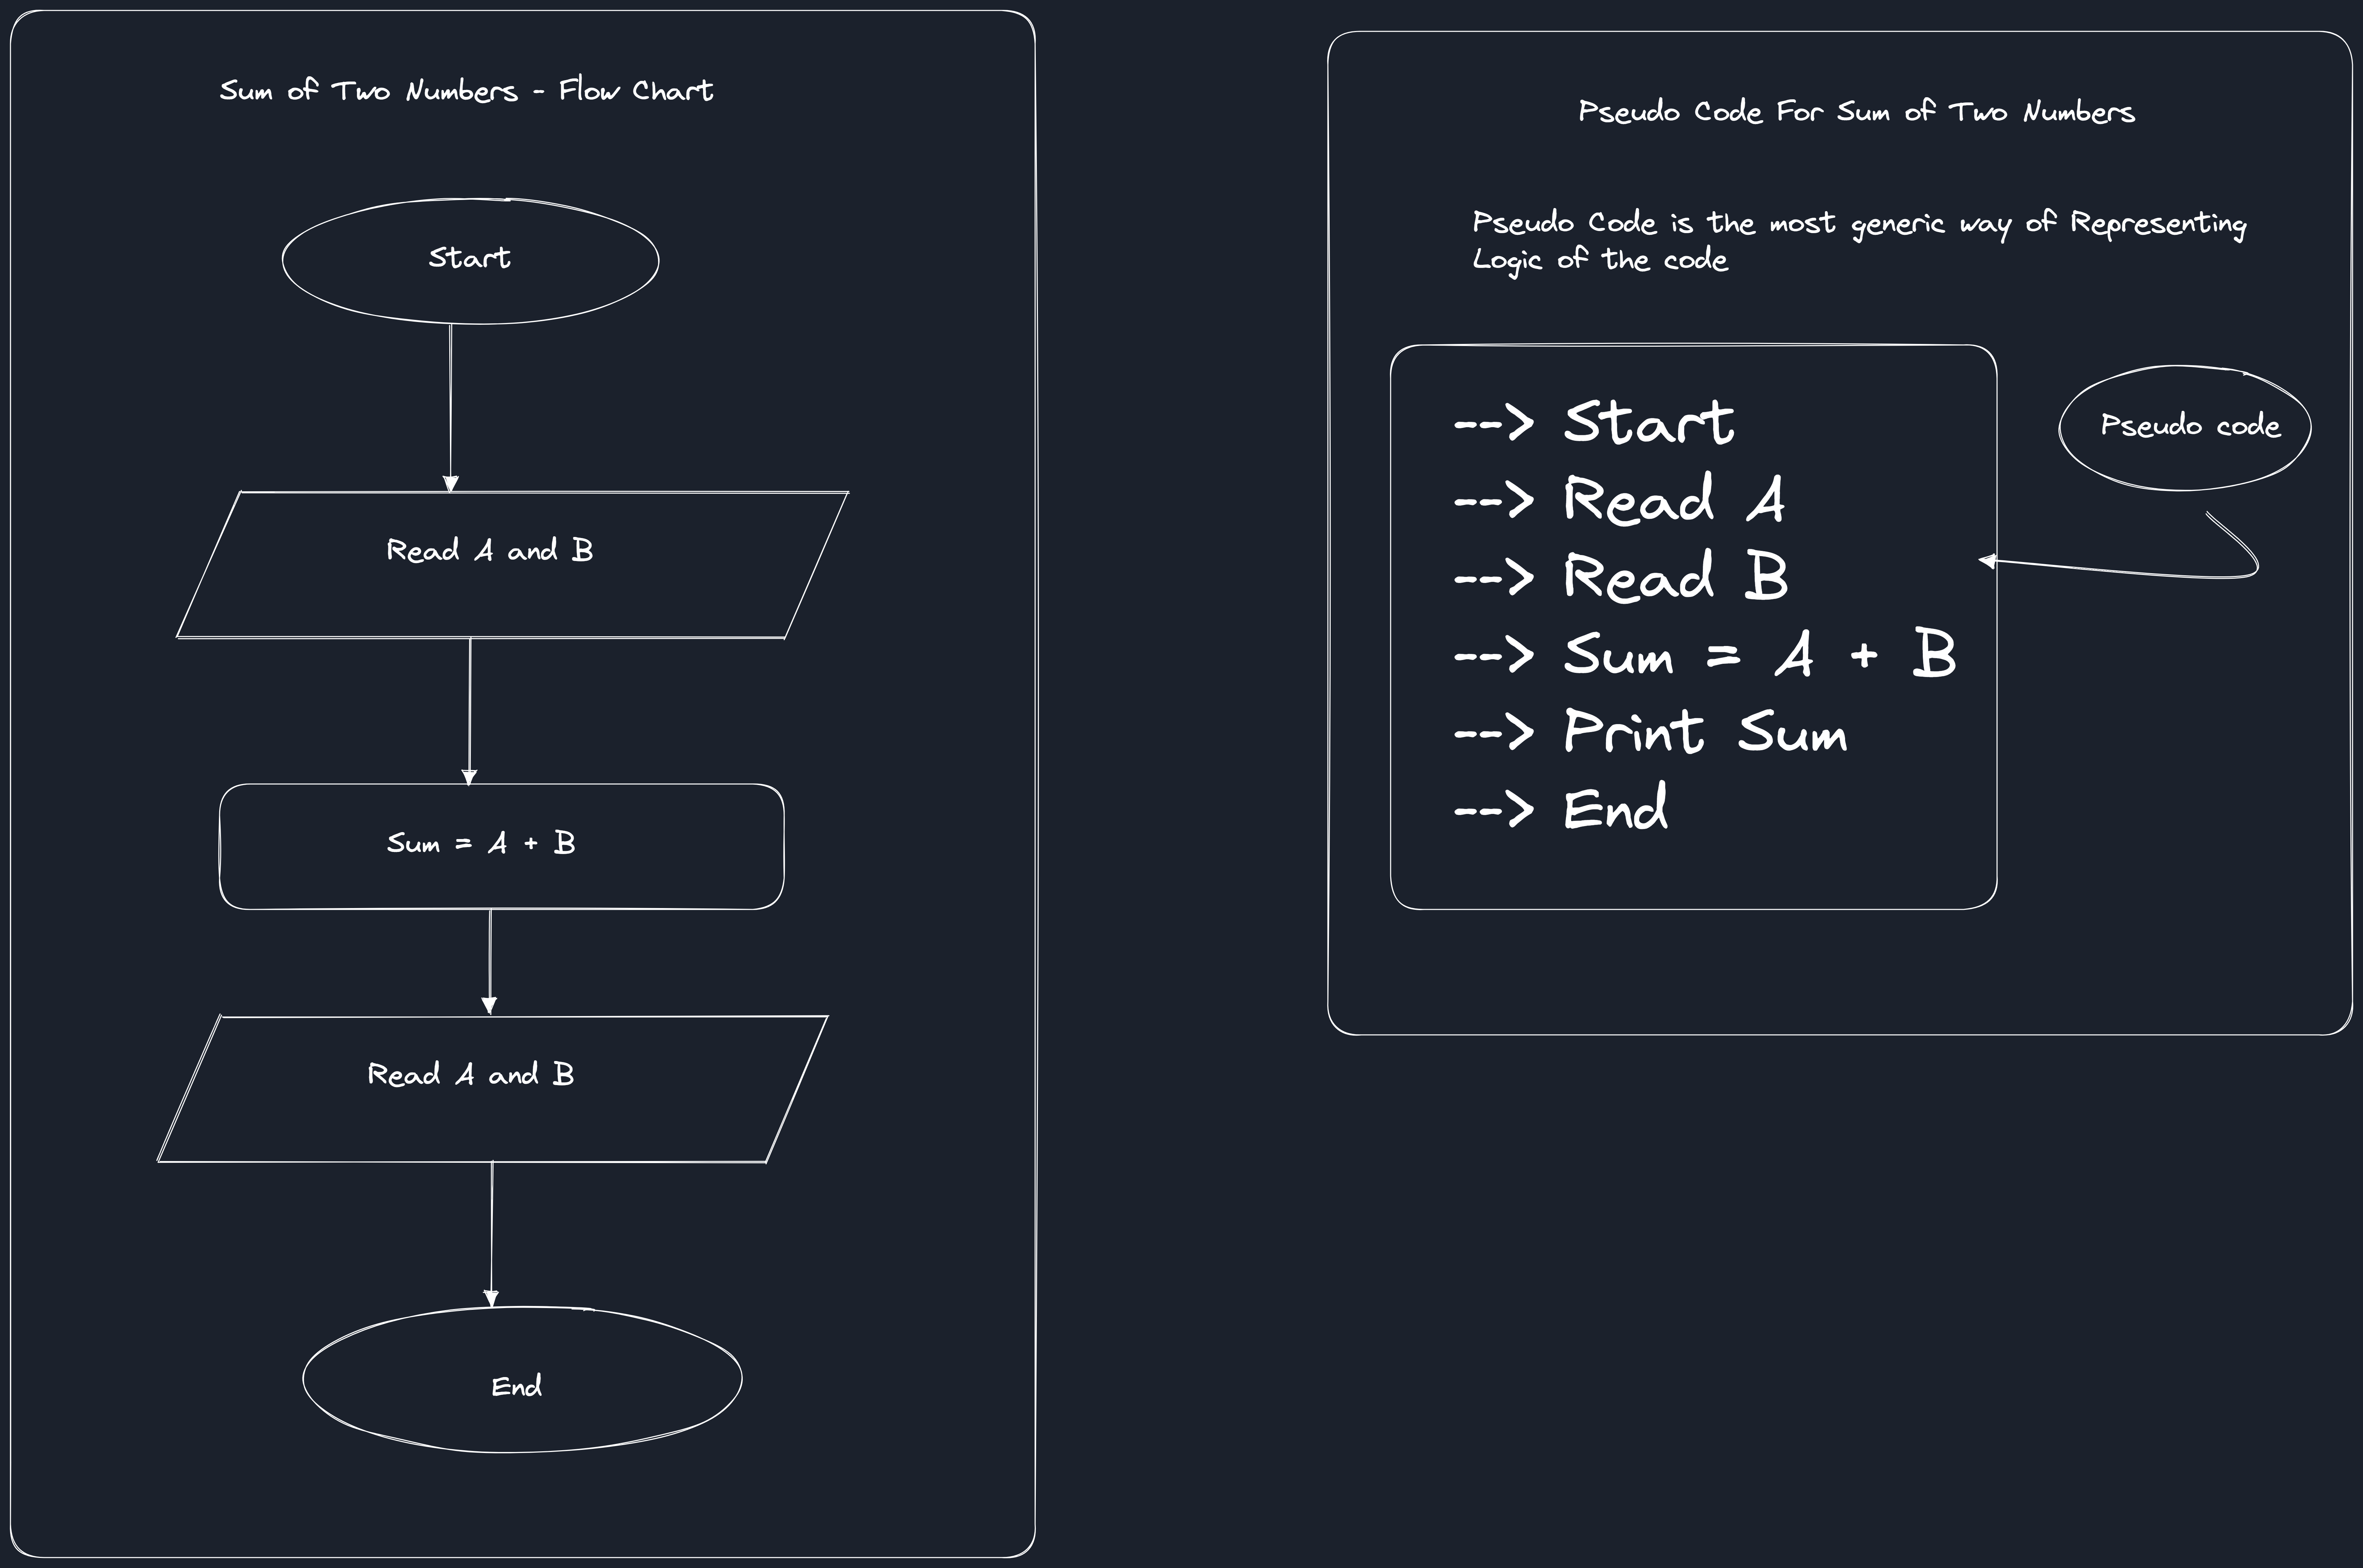 Sum of Two Numbers - Flow Chart
Start
Read A and B
Sum = A + B
Read A and B
End
Pseudo Code For Sum of Two Numbers
Pseudo Code is the most generic way of Representing
Logic of the code
--> Start
--> Read A
--> Read B
--> Sum = A + B
--> Print Sum
--> End
Pseudo code